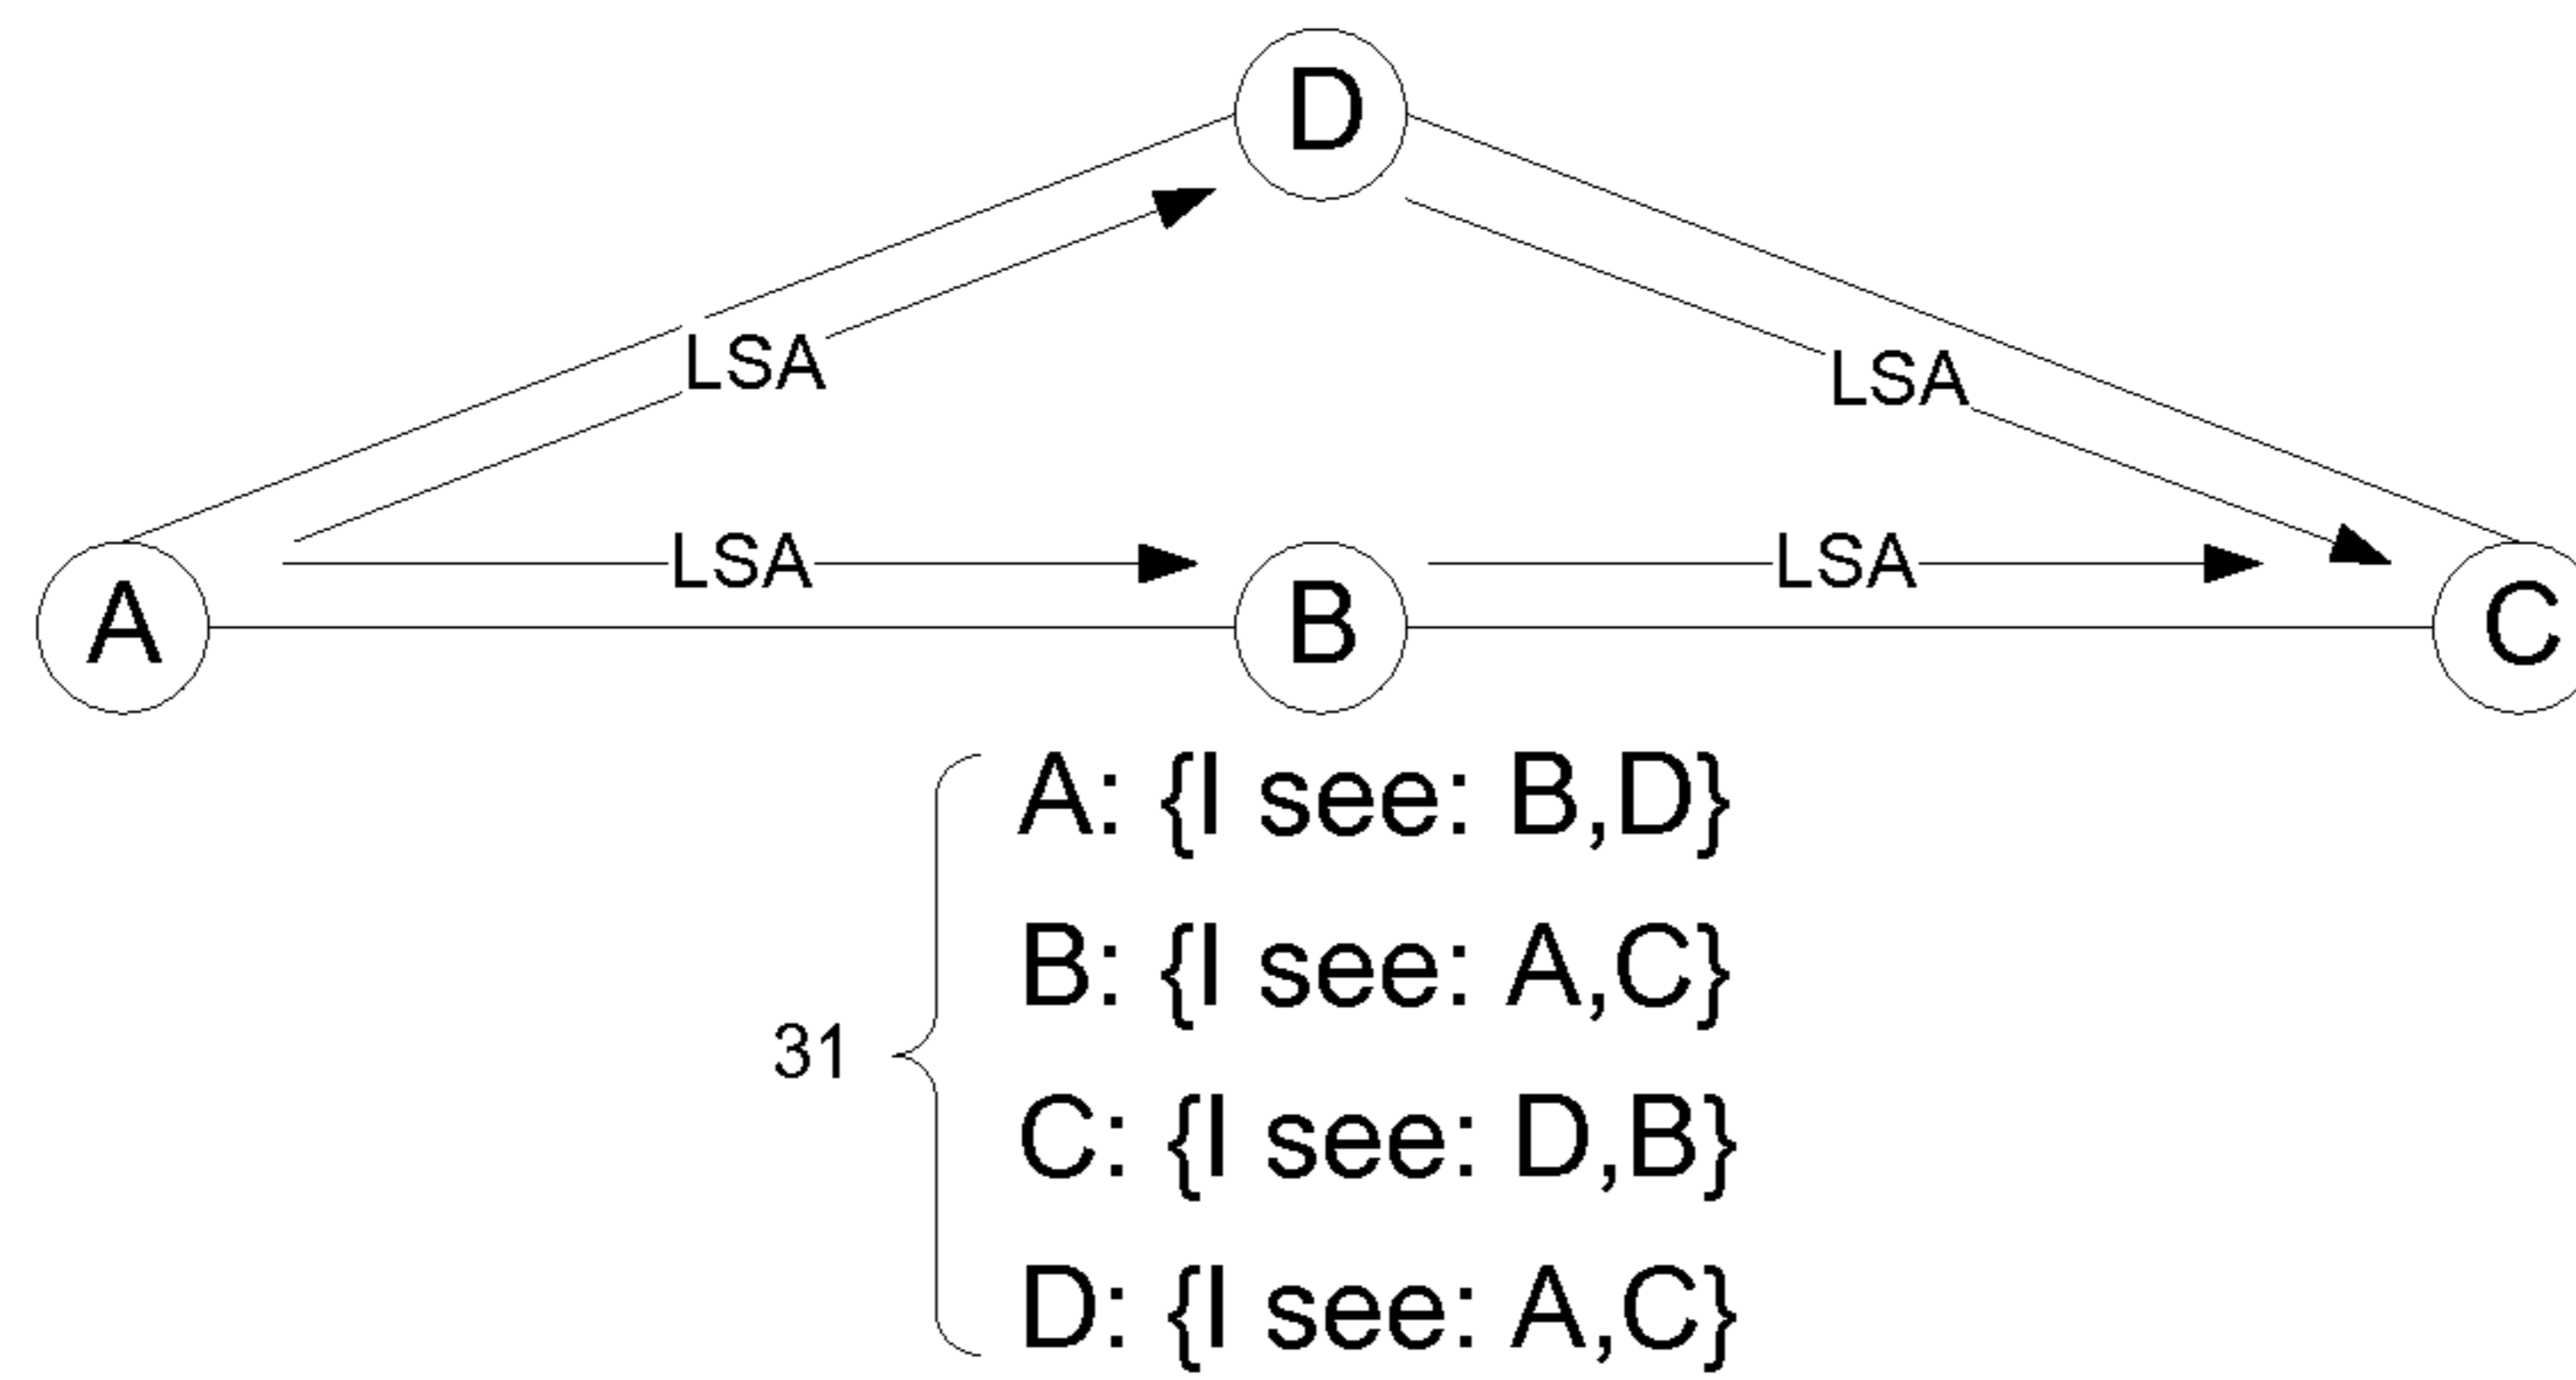 D
LSA
LSA
LSA
LSA
A
B
C
A: {I see: B,D}
B: {I see: A,C}
31
C: {I see: D,B}
D: {I see: A,C}